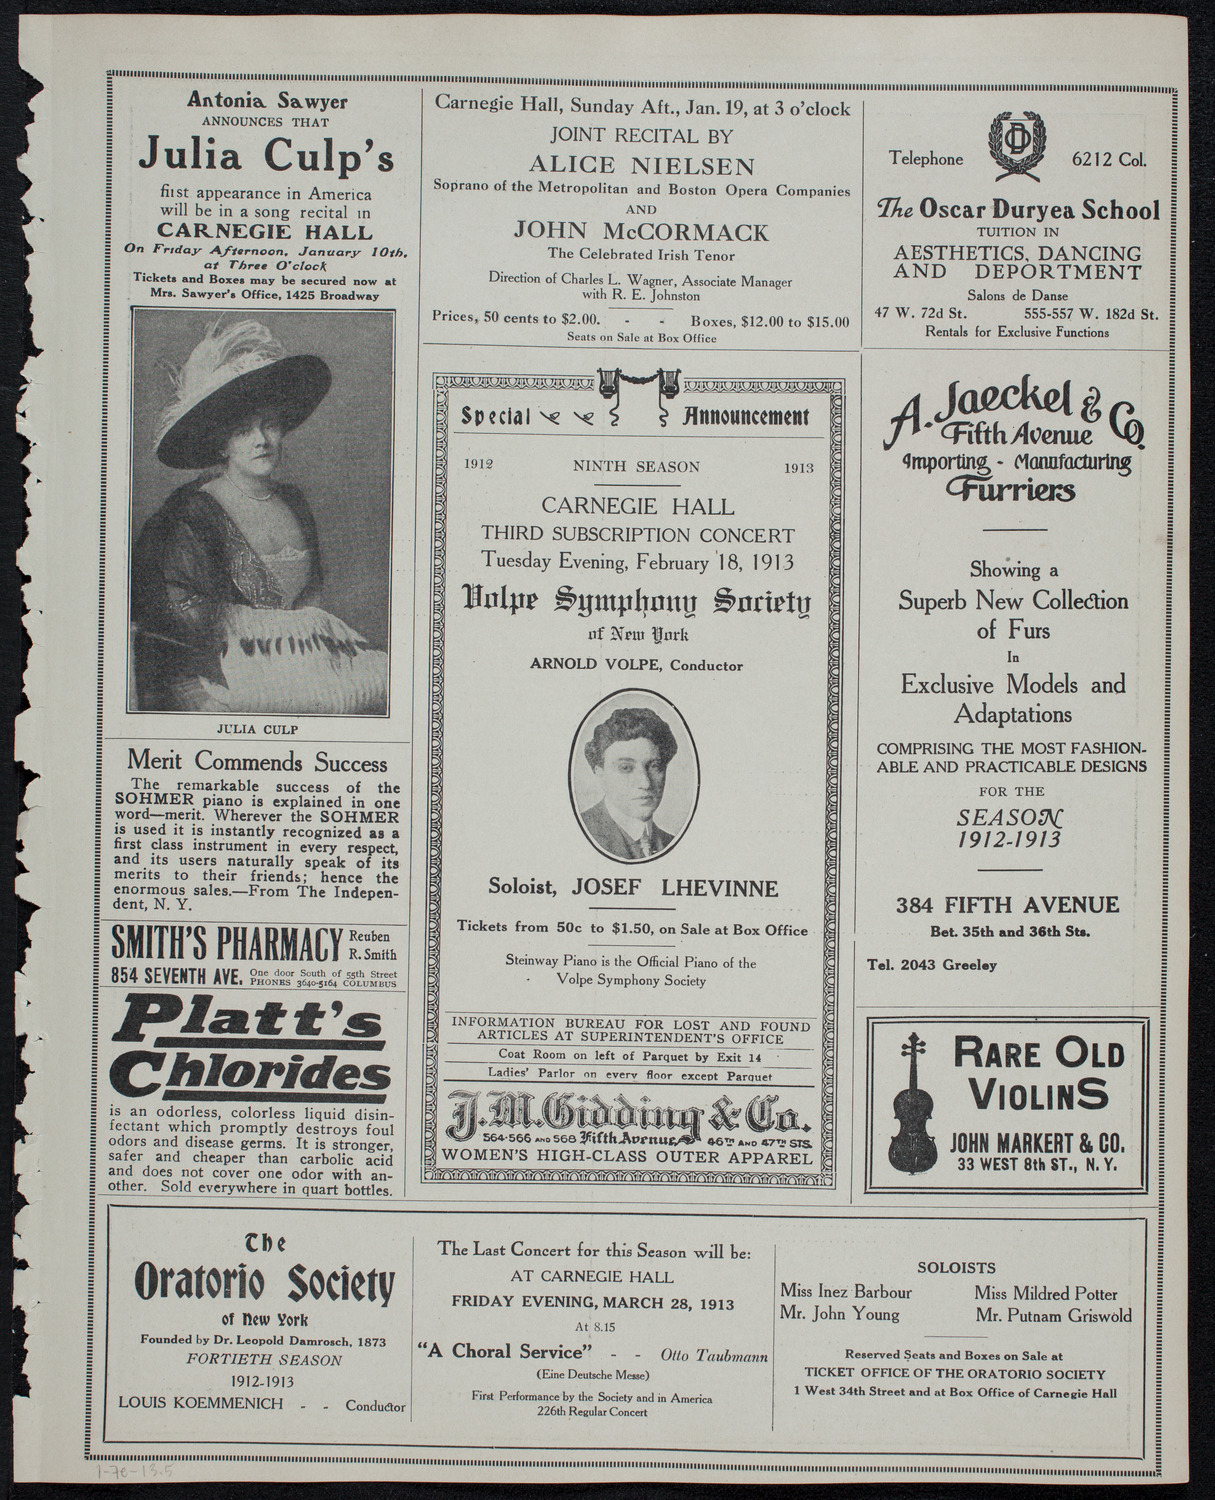 Antonia Sawyer
ANNOUNCES THAT
Julia Culp's
first appearance in America
will be in a song recital in
CARNEGIE HALL
On Friday Afternoon, January 10th,
at Three O'clock
Tickets and Boxes may be secured now at
Mrs. Sawyer's Office, 1425 Broadway
JULIA CULP
Merit Commends Success
The remarkable success of the
SOHMER piano is explained in one
word—merit. Wherever the SOHMER
is used it is instantly recognized as a
first class instrument in every respect,
and its users naturally speak of its
merits to their friends; hence the
enormous sales.—From The Indepen-
dent, N. Y.
SMITH'S PHARMACY Reuben
R. Smith
854 SEVENTH AVE. One door South of 55th Street
PHONES 3640-5164 COLUMBUS
Platt's
Chlorides
is an odorless, colorless liquid disin-
fectant which promptly destroys foul
odors and disease germs. It is stronger,
safer and cheaper than carbolic acid
and does not cover one odor with an-
other. Sold everywhere in quart bottles.
Carnegie Hall, Sunday Aft., Jan. 19, at 3 o'clock
JOINT RECITAL BY
ALICE NIELSEN
Soprano of the Metropolitan and Boston Opera Companies
AND
JOHN McCORMACK
The Celebrated Irish Tenor
Direction of Charles L. Wagner, Associate Manager
with R. E. Johnston
Prices, 50 cents to $2.00. - - Boxes, $12.00 to $15.00
Seats on Sale at Box Office
Special Announcement
1912 NINTH SEASON 1913
CARNEGIE HALL
THIRD SUBSCRIPTION CONCERT
Tuesday Evening, February 18, 1913
Volpe Symphony Society
of New York
ARNOLD VOLPE, Conductor
Soloist, JOSEF LHEVINNE
Tickets from 50c to $1.50, on Sale at Box Office
Steinway Piano is the Official Piano of the
Volpe Symphony Society
INFORMATION BUREAU FOR LOST AND FOUND
ARTICLES AT SUPERINTENDENT'S OFFICE
Coat Room on left of Parquet by Exit 14
Ladies' Parlor on every floor except Parquet
J. M. Gidding & Co.
564-566 AND 568 Fifth Avenue, 46TH AND 47TH STS.
WOMEN'S HIGH-CLASS OUTER APPAREL
OD
Telephone 6212 Col.
The Oscar Duryea School
TUITION IN
AESTHETICS, DANCING
AND DEPORTMENT
Salons de Danse
47 W. 72d St. 555-557 W. 182d St.
Rentals for Exclusive Functions
A. Jaeckel & Co.
Fifth Avenue
Importing - Manufacturing
Furriers
Showing a
Superb New Collection
of Furs
In
Exclusive Models and
Adaptations
COMPRISING THE MOST FASHION-
ABLE AND PRACTICABLE DESIGNS
FOR THE
SEASON
1912-1913
384 FIFTH AVENUE
Bet. 35th and 36th Sts.
Tel. 2043 Greeley
RARE OLD
VIOLINS
JOHN MARKERT & CO.
33 WEST 8th ST., N. Y.
The
Oratorio Society
of New York
Founded by Dr. Leopold Damrosch, 1873
FORTIETH SEASON
1912-1913
LOUIS KOEMMENICH - - Conductor
The Last Concert for this Season will be:
AT CARNEGIE HALL
FRIDAY EVENING, MARCH 28, 1913
At 8.15
"A Choral Service" - - Otto Taubmann
(Eine Deutsche Messe)
First Performance by the Society and in America
226th Regular Concert
SOLOISTS
Miss Inez Barbour Miss Mildred Potter
Mr. John Young Mr. Putnam Griswold
Reserved Seats and Boxes on Sale at
TICKET OFFICE OF THE ORATORIO SOCIETY
1 West 34th Street and at Box Office of Carnegie Hall